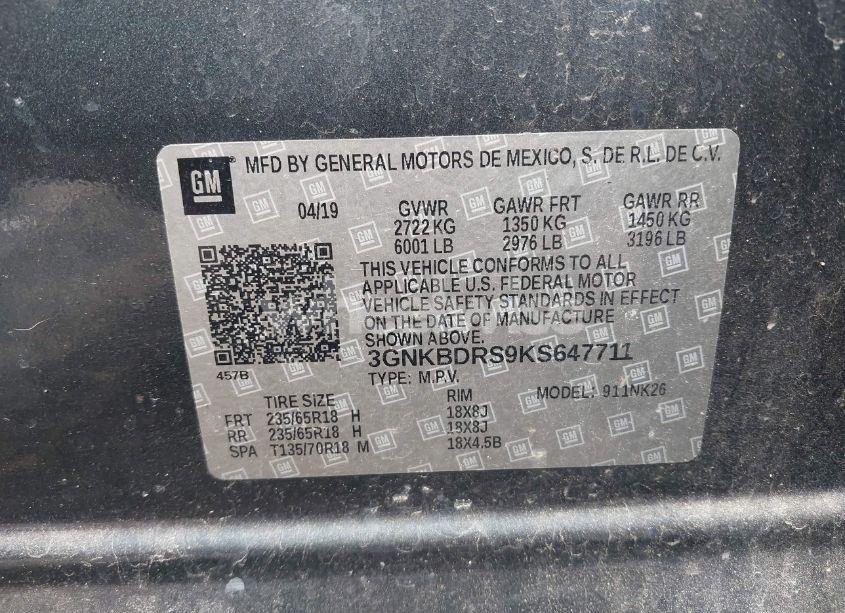 GM MFD BY GENERAL MOTORS DE MEXICO, S. DE R.L. DE C.V.
04/19 GVWR GAWR FRT GAWR RR
2722 KG 1350 KG 1450 KG
6001 LB 2976 LB 3196 LB
THIS VEHICLE CONFORMS TO ALL
APPLICABLE U.S. FEDERAL MOTOR
VEHICLE SAFETY STANDARDS IN EFFECT
ON THE DATE OF MANUFACTURE
SHOWN ABOVE.
3GNKBDRS9KS647711
457B TYPE: M.P.V. MODEL: 911NK26
TIRE SIZE RIM
FRT 235/65R18 H 18X8J
RR 235/65R18 H 18X8J
SPA T135/70R18 M 18X4.5B